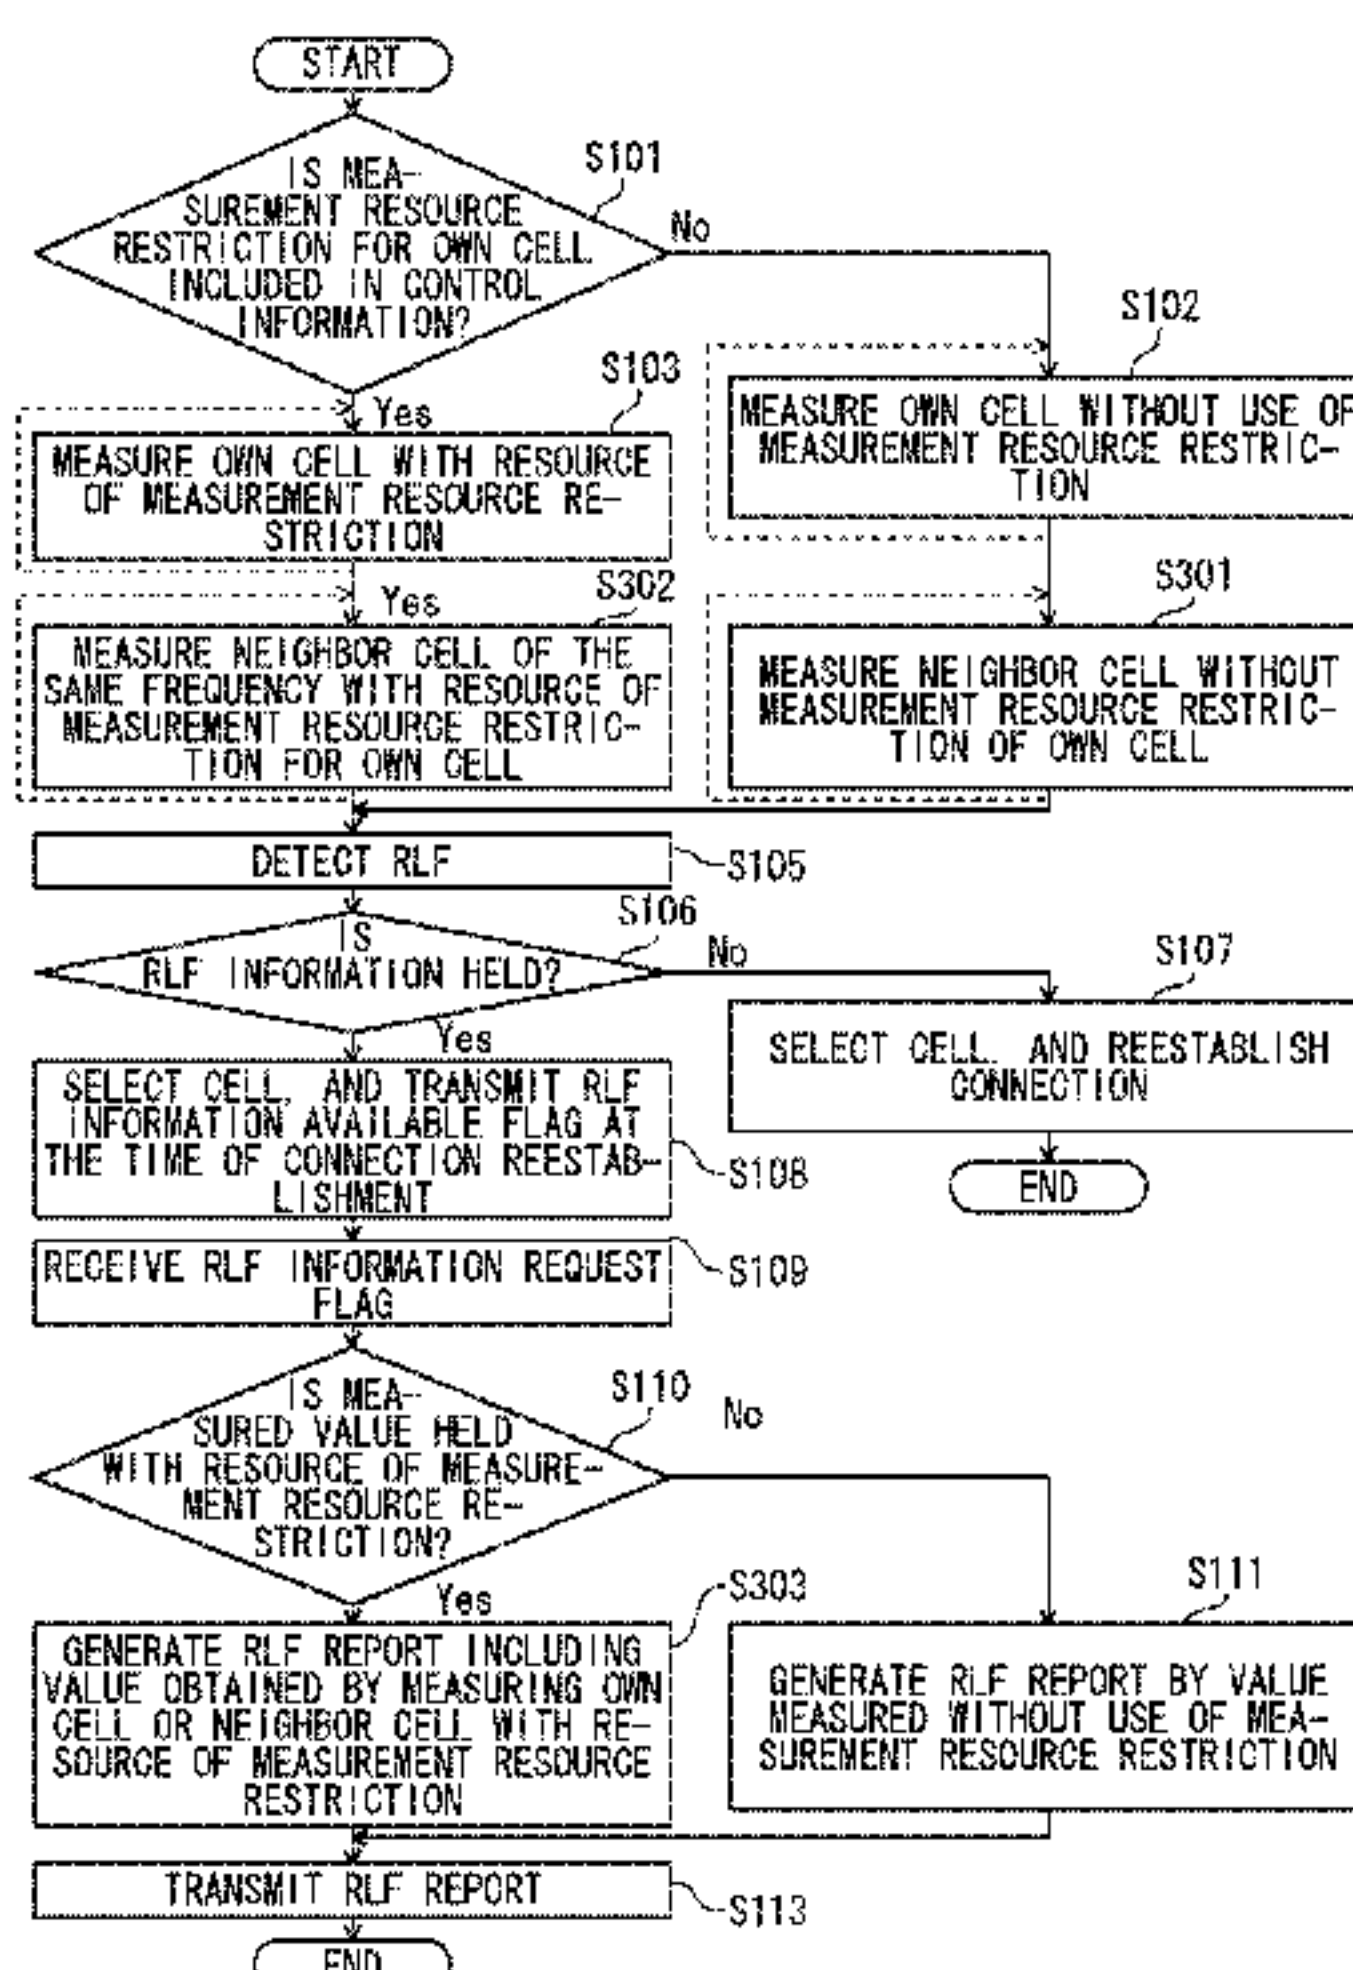 START
IS MEA-
SUREMENT RESOURCE
RESTRICTION FOR OWN CELL
INCLUDED IN CONTROL
INFORMATION?
S101
No
S102
MEASURE OWN CELL WITHOUT USE OF
MEASUREMENT RESOURCE RESTRIC-
TION
Yes
S103
MEASURE OWN CELL WITH RESOURCE
OF MEASUREMENT RESOURCE RE-
STRICTION
Yes
S302
MEASURE NEIGHBOR CELL OF THE
SAME FREQUENCY WITH RESOURCE OF
MEASUREMENT RESOURCE RESTRIC-
TION FOR OWN CELL
S301
MEASURE NEIGHBOR CELL WITHOUT
MEASUREMENT RESOURCE RESTRIC-
TION OF OWN CELL
DETECT RLF
S105
IS
RLF INFORMATION HELD?
S106
No
S107
SELECT CELL, AND REESTABLISH
CONNECTION
END
Yes
SELECT CELL, AND TRANSMIT RLF
INFORMATION AVAILABLE FLAG AT
THE TIME OF CONNECTION REESTAB-
LISHMENT
S108
RECEIVE RLF INFORMATION REQUEST
FLAG
S109
IS MEA-
SURED VALUE HELD
WITH RESOURCE OF MEASURE-
MENT RESOURCE RE-
STRICTION?
S110
No
Yes
S303
GENERATE RLF REPORT INCLUDING
VALUE OBTAINED BY MEASURING OWN
CELL OR NEIGHBOR CELL WITH RE-
SOURCE OF MEASUREMENT RESOURCE
RESTRICTION
S111
GENERATE RLF REPORT BY VALUE
MEASURED WITHOUT USE OF MEA-
SUREMENT RESOURCE RESTRICTION
TRANSMIT RLF REPORT
S113
END